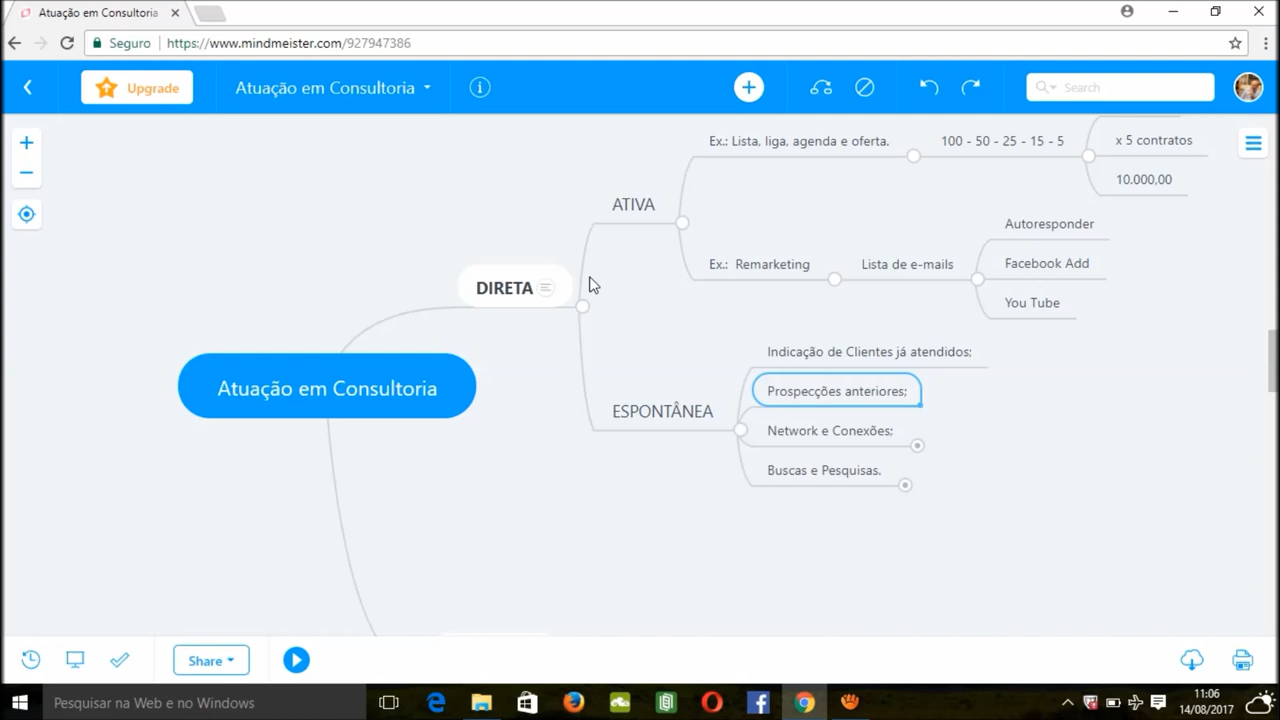 Atuação em Consultoria
Seguro
https://www.mindmeister.com/927947386
Upgrade
Atuação em Consultoria
Search
Ex.: Lista, liga, agenda e oferta.
100 - 50 - 25 - 15 - 5
x 5 contratos
10.000,00
ATIVA
Autoresponder
Ex.: Remarketing
Lista de e-mails
Facebook Add
You Tube
DIRETA
Atuação em Consultoria
Indicação de Clientes já atendidos;
Prospecções anteriores;
ESPONTÂNEA
Network e Conexões;
Buscas e Pesquisas.
Share
Pesquisar na Web e no Windows
11:06
14/08/2017